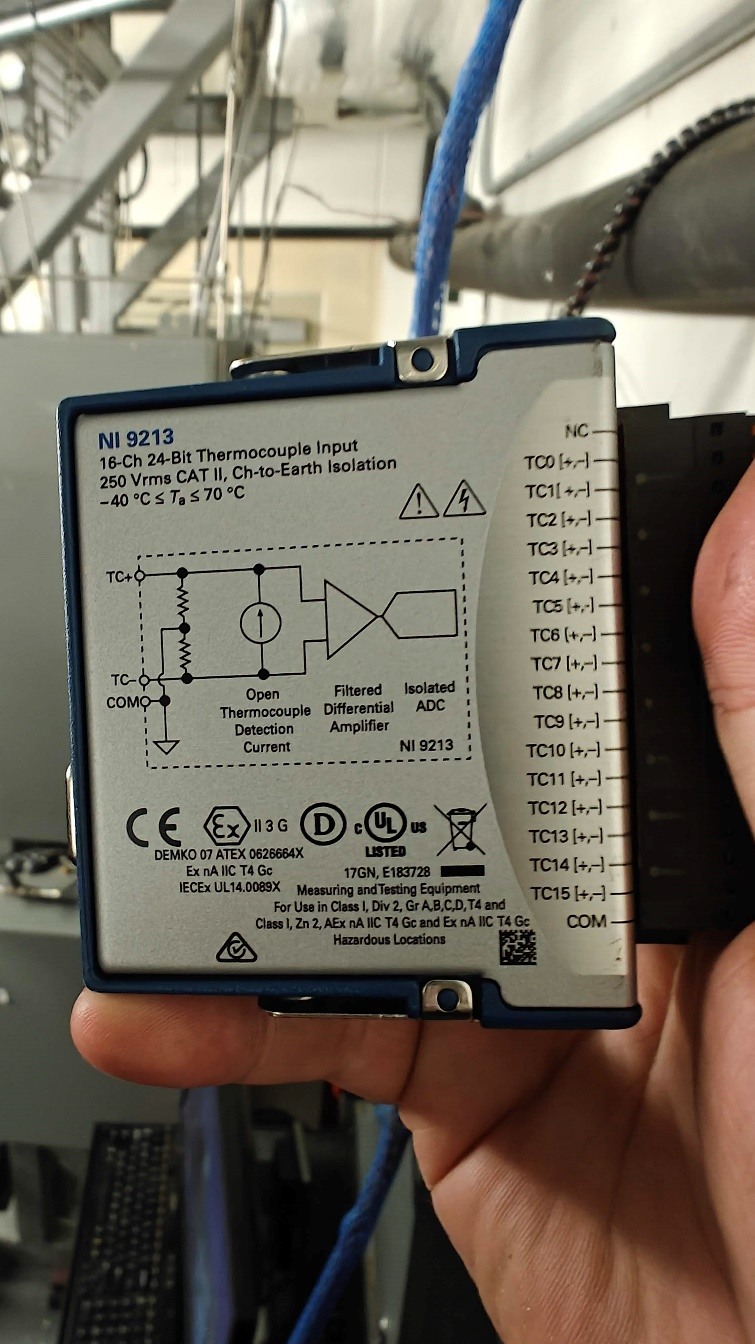 NI 9213
16-Ch 24-Bit Thermocouple Input
250 Vrms CAT II, Ch-to-Earth Isolation
−40 °C ≤ Ta ≤ 70 °C
TC+
TC−
COM
Open
Thermocouple
Detection
Current
Filtered
Differential
Amplifier
Isolated
ADC
NI 9213
CE
Ex II 3 G
D
c UL us
LISTED
DEMKO 07 ATEX 0626664X
Ex nA IIC T4 Gc
IECEx UL14.0089X
17GN, E183728
Measuring and Testing Equipment
For Use in Class I, Div 2, Gr A,B,C,D, T4 and
Class I, Zn 2, AEx nA IIC T4 Gc and Ex nA IIC T4 Gc
Hazardous Locations
NC
TC0 [+,−]
TC1 [+,−]
TC2 [+,−]
TC3 [+,−]
TC4 [+,−]
TC5 [+,−]
TC6 [+,−]
TC7 [+,−]
TC8 [+,−]
TC9 [+,−]
TC10 [+,−]
TC11 [+,−]
TC12 [+,−]
TC13 [+,−]
TC14 [+,−]
TC15 [+,−]
COM